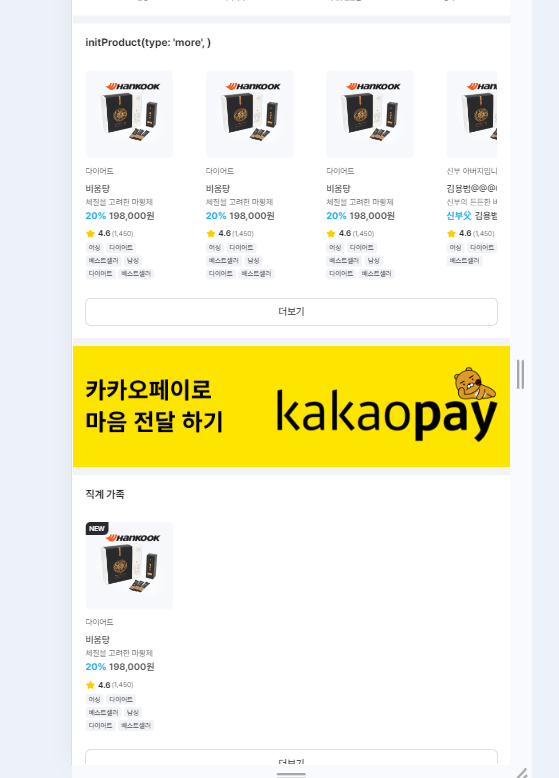 initProduct(type: 'more', )
HANKOOK HANKOOK HANKOOK HAN
다이어트 다이어트 다이어트 신부 아버지입니
비움당 비움당 비움당 김용범@@@
체질을 고려한 마황제 체질을 고려한 마황제 체질을 고려한 마황제 신부의 든든한 버
20% 198,000원 20% 198,000원 20% 198,000원 신부父 김용범
4.6 (1,450) 4.6 (1,450) 4.6 (1,450) 4.6 (1,450)
여성 다이어트 여성 다이어트 여성 다이어트 여성 다이어트
베스트셀러 남성 베스트셀러 남성 베스트셀러 남성 베스트셀러
다이어트 베스트셀러 다이어트 베스트셀러 다이어트 베스트셀러
더보기
카카오페이로
마음 전달 하기
kakaopay
직계 가족
NEW
HANKOOK
다이어트
비움당
체질을 고려한 마황제
20% 198,000원
4.6 (1,450)
여성 다이어트
베스트셀러 남성
다이어트 베스트셀러
더보기